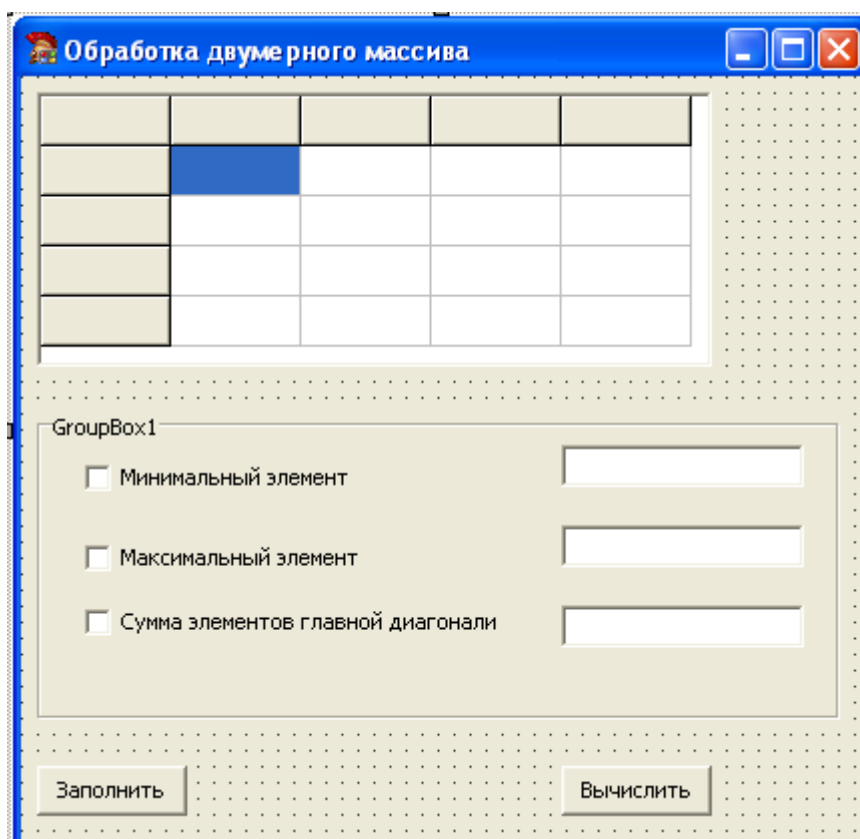 Обработка двумерного массива
GroupBox1
Минимальный элемент
Максимальный элемент
Сумма элементов главной диагонали
Заполнить
Вычислить